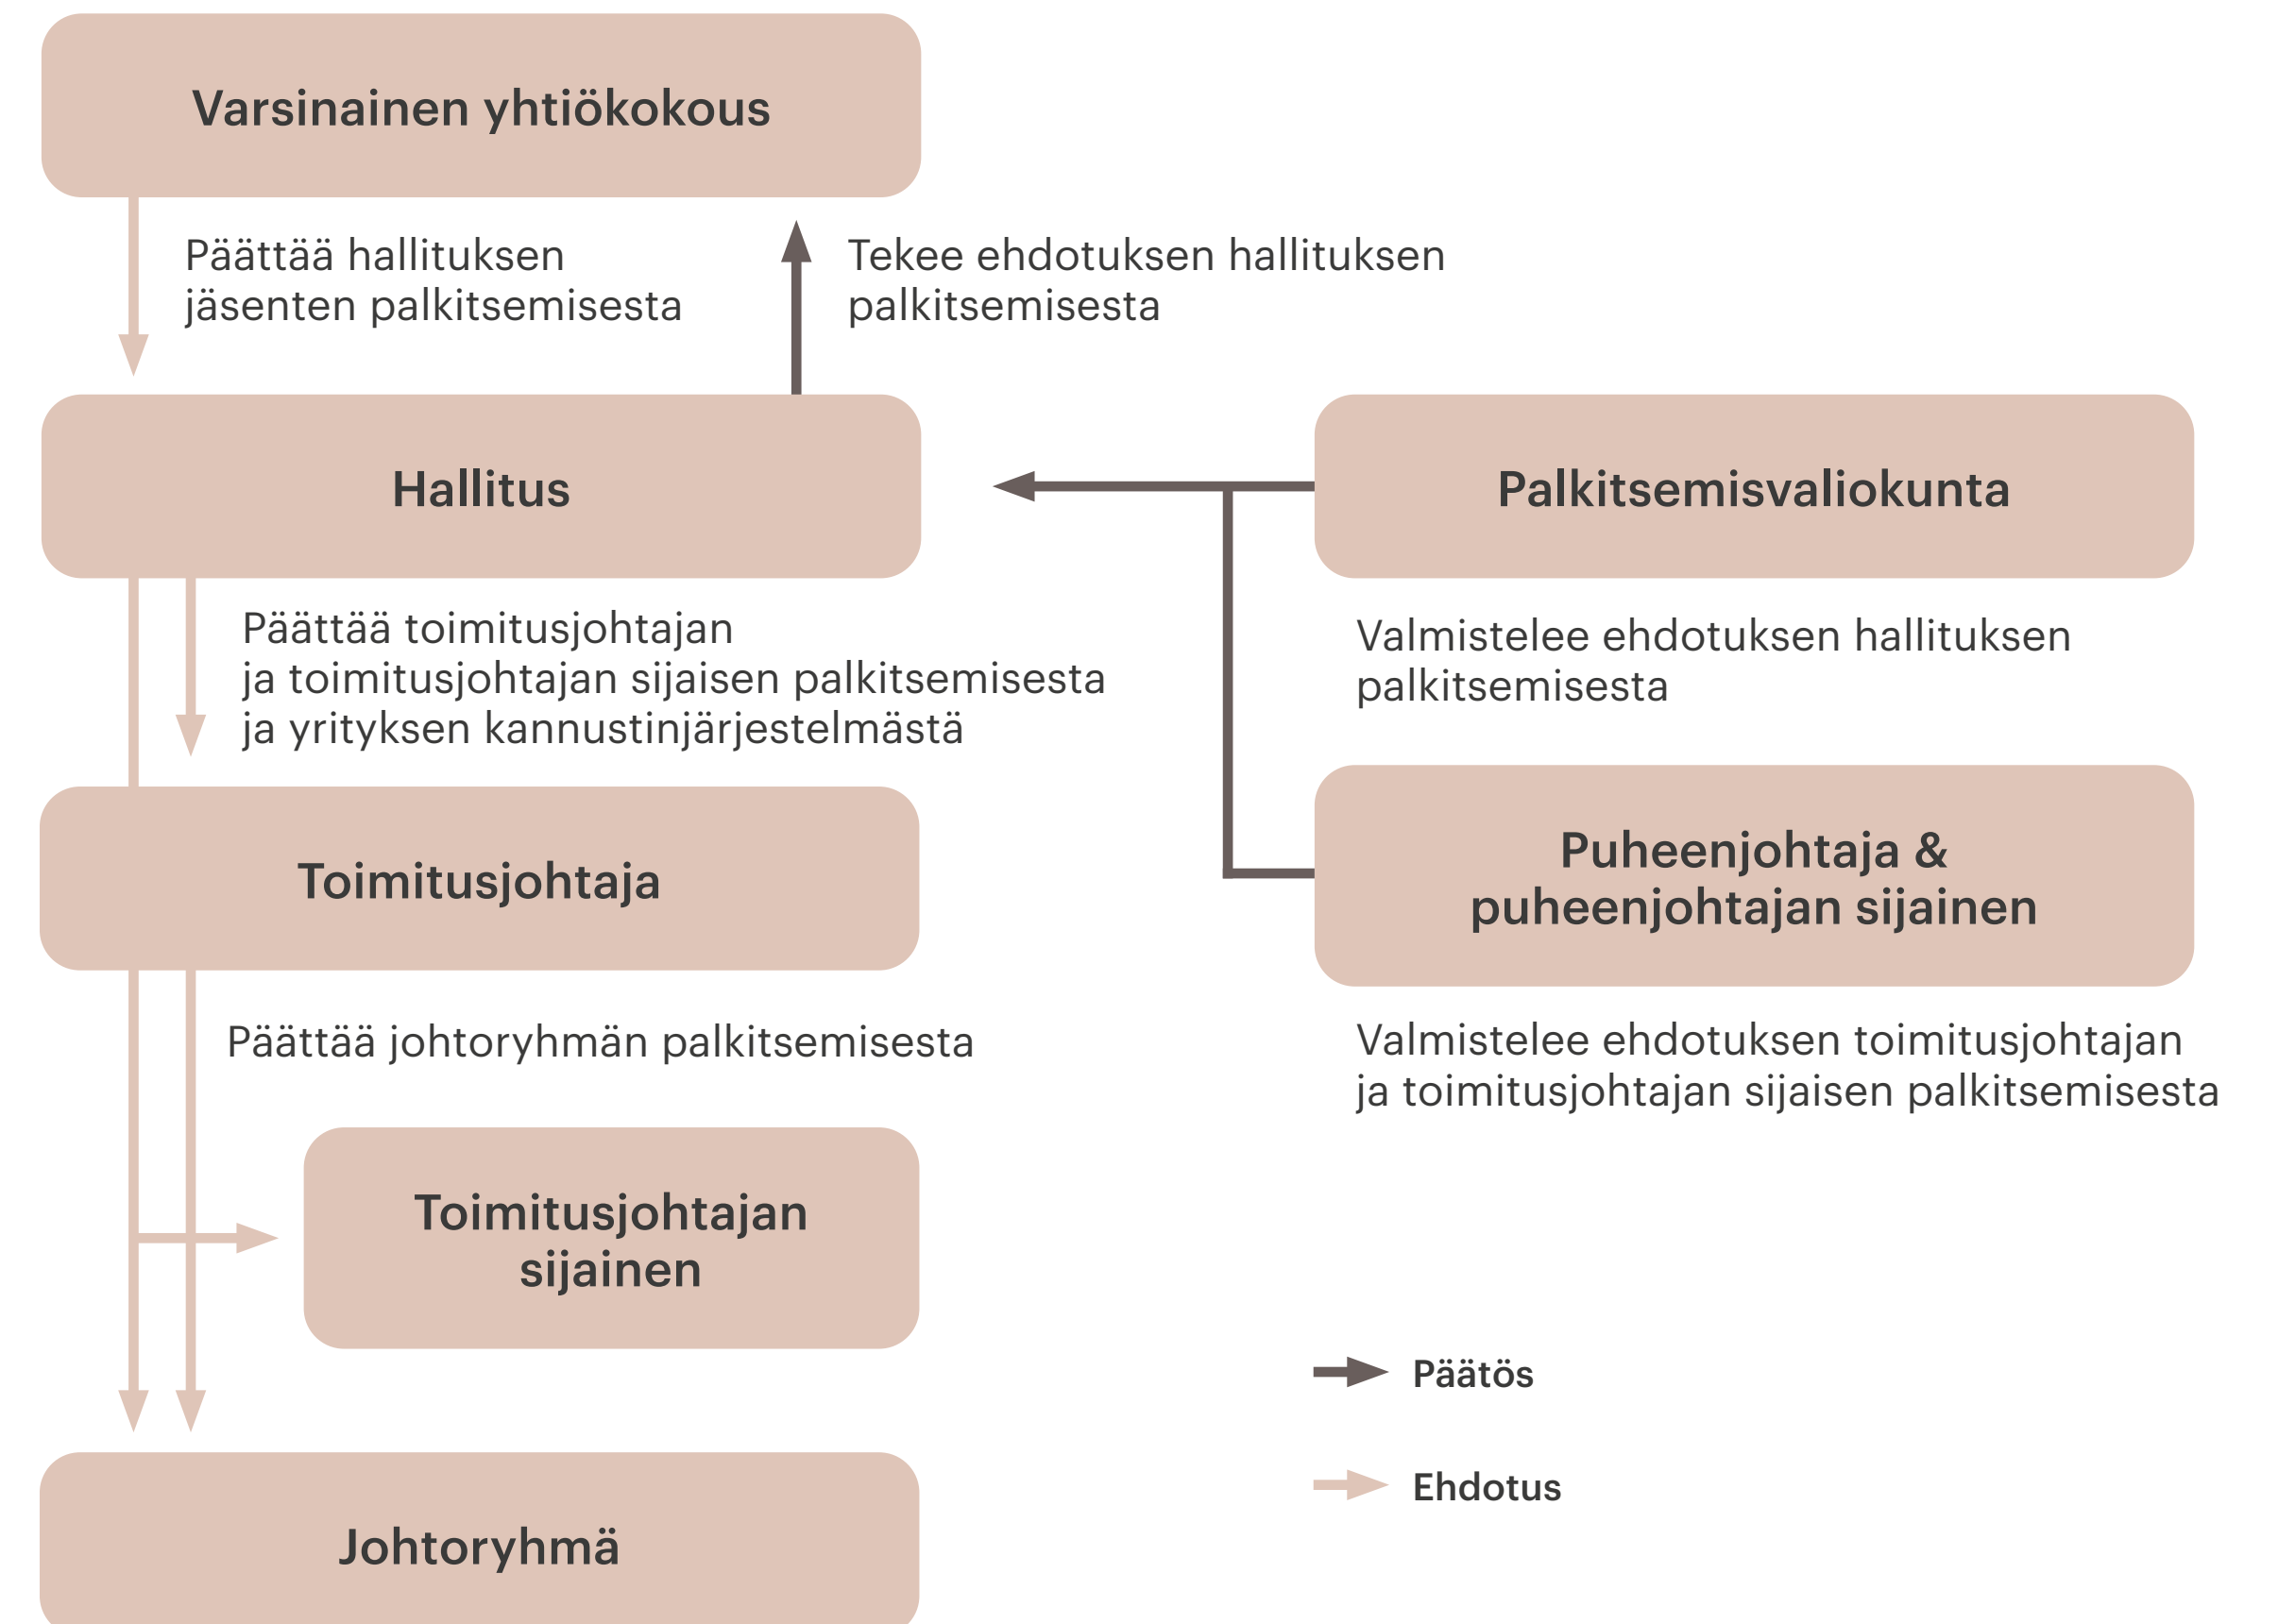 Varsinainen yhtiökokous
Päättää hallituksen
jäsenten palkitsemisesta
Tekee ehdotuksen hallituksen
palkitsemisesta
Hallitus
Palkitsemisvaliokunta
Päättää toimitusjohtajan
ja toimitusjohtajan sijaisen palkitsemisesta
ja yrityksen kannustinjärjestelmästä
Valmistelee ehdotuksen hallituksen
palkitsemisesta
Toimitusjohtaja
Puheenjohtaja &
puheenjohtajan sijainen
Päättää johtoryhmän palkitsemisesta
Valmistelee ehdotuksen toimitusjohtajan
ja toimitusjohtajan sijaisen palkitsemisesta
Toimitusjohtajan
sijainen
Päätös
Ehdotus
Johtoryhmä